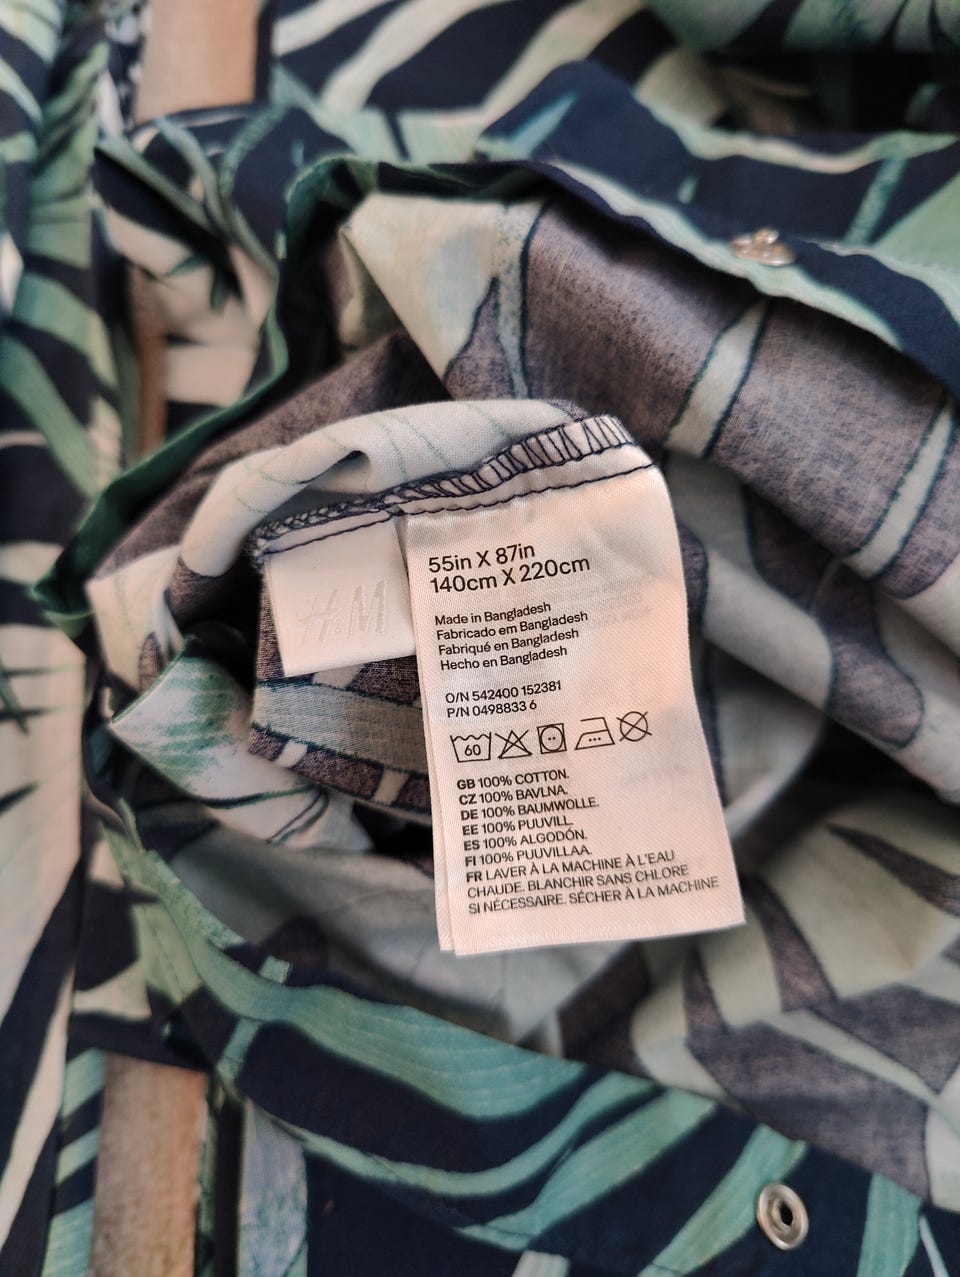 H&M
55in X 87in
140cm X 220cm
Made in Bangladesh
Fabricado em Bangladesh
Fabriqué en Bangladesh
Hecho en Bangladesh
O/N 542400 152381
P/N 0498833 6
60
GB 100% COTTON.
CZ 100% BAVLNA.
DE 100% BAUMWOLLE.
EE 100% PUUVILL.
ES 100% ALGODÓN.
FI 100% PUUVILLAA.
FR LAVER À LA MACHINE À L'EAU
CHAUDE. BLANCHIR SANS CHLORE
SI NÉCESSAIRE. SÉCHER À LA MACHINE